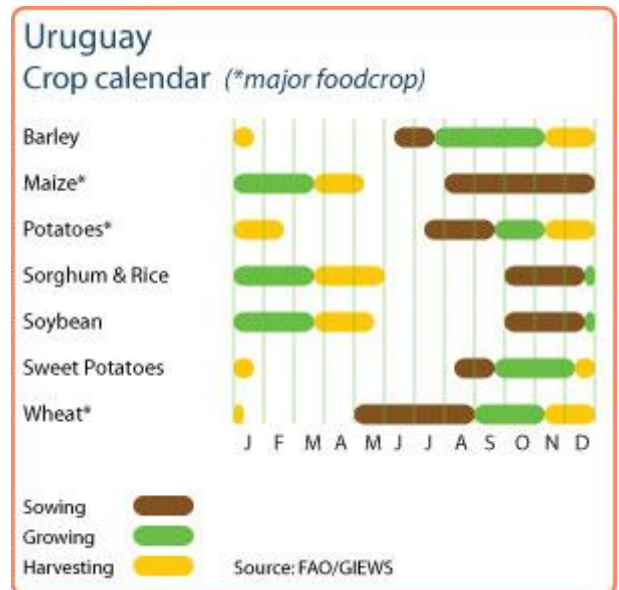 Uruguay
Crop calendar (*major foodcrop)
Barley
Maize*
Potatoes*
Sorghum & Rice
Soybean
Sweet Potatoes
Wheat*
J F M A M J J A S O N D
Sowing
Growing
Harvesting
Source: FAO/GIEWS